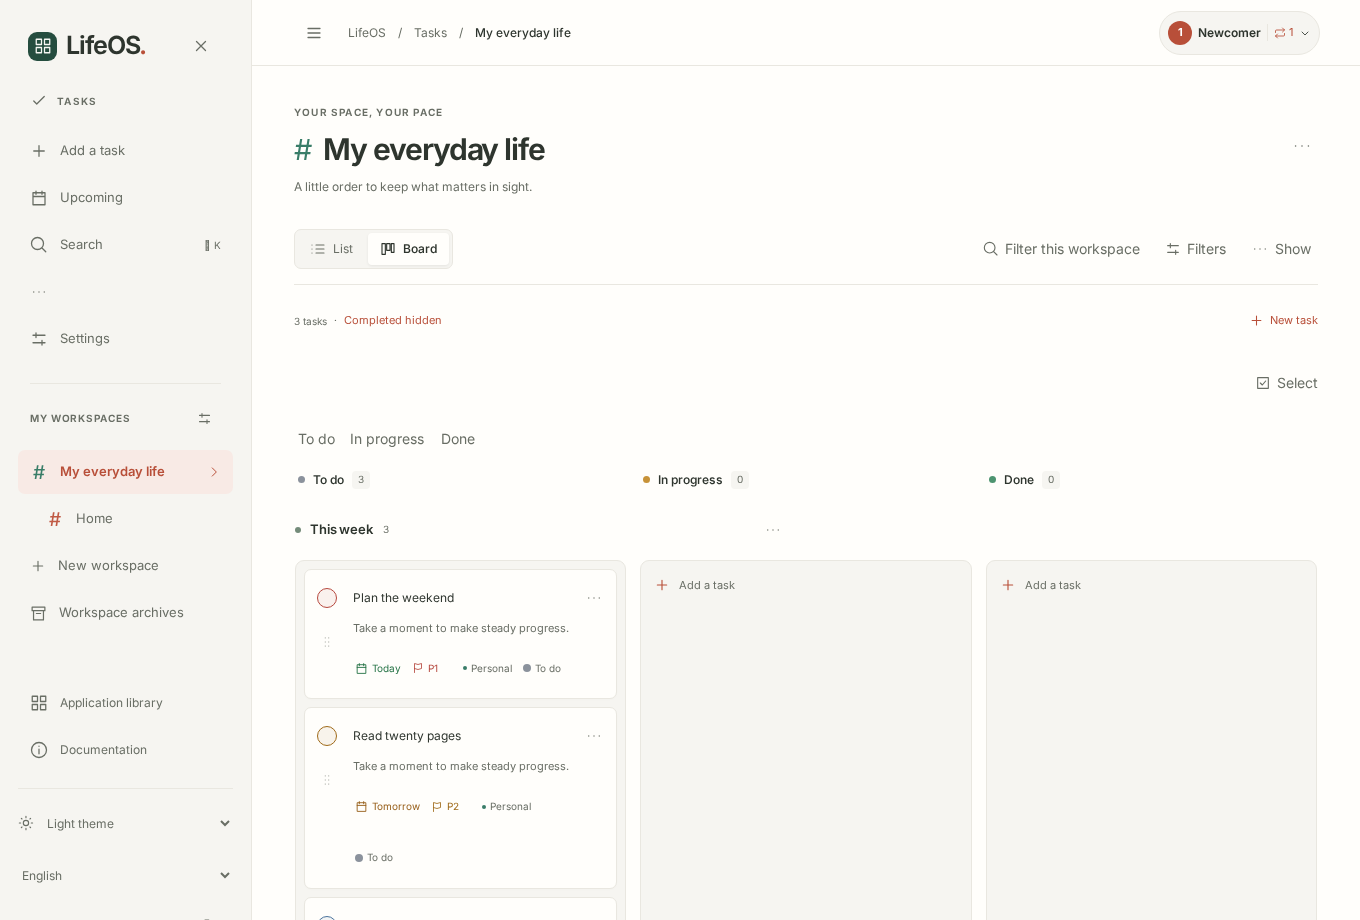 LifeOS.
TASKS
Add a task
Upcoming
Search
K
Settings
MY WORKSPACES
# My everyday life
# Home
New workspace
Workspace archives
Application library
Documentation
Light theme
English
LifeOS / Tasks / My everyday life
1 Newcomer 1
YOUR SPACE, YOUR PACE
# My everyday life
...
A little order to keep what matters in sight.
List Board
Filter this workspace Filters ... Show
3 tasks · Completed hidden
New task
Select
To do In progress Done
To do 3
In progress 0
Done 0
This week 3
...
Plan the weekend ...
Take a moment to make steady progress.
Today P1 Personal To do
Read twenty pages ...
Take a moment to make steady progress.
Tomorrow P2 Personal
To do
Add a task
Add a task